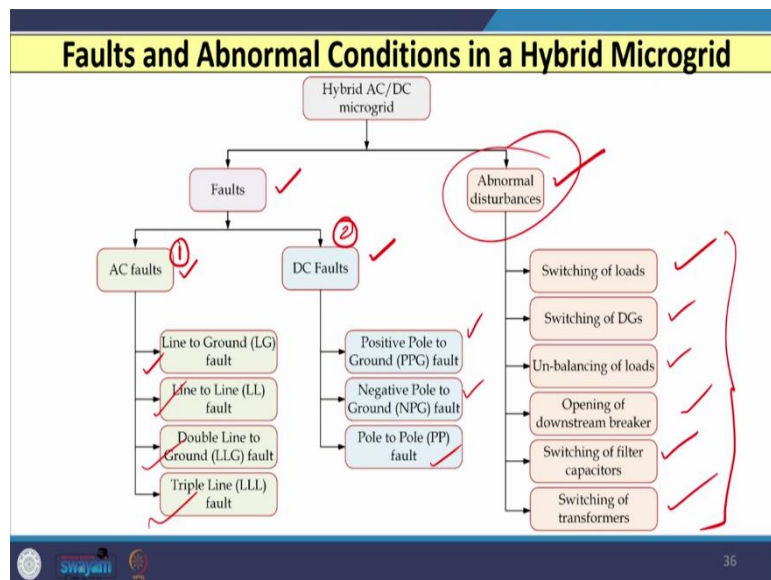 Faults and Abnormal Conditions in a Hybrid Microgrid
Hybrid AC/DC
microgrid
Faults
Abnormal
disturbances
①
②
AC faults
DC Faults
Line to Ground (LG)
fault
Line to Line (LL)
fault
Double Line to
Ground (LLG) fault
Triple Line (LLL)
fault
Positive Pole to
Ground (PPG) fault
Negative Pole to
Ground (NPG) fault
Pole to Pole (PP)
fault
Switching of loads
Switching of DGs
Un-balancing of loads
Opening of
downstream breaker
Switching of filter
capacitors
Switching of
transformers
swayam
36